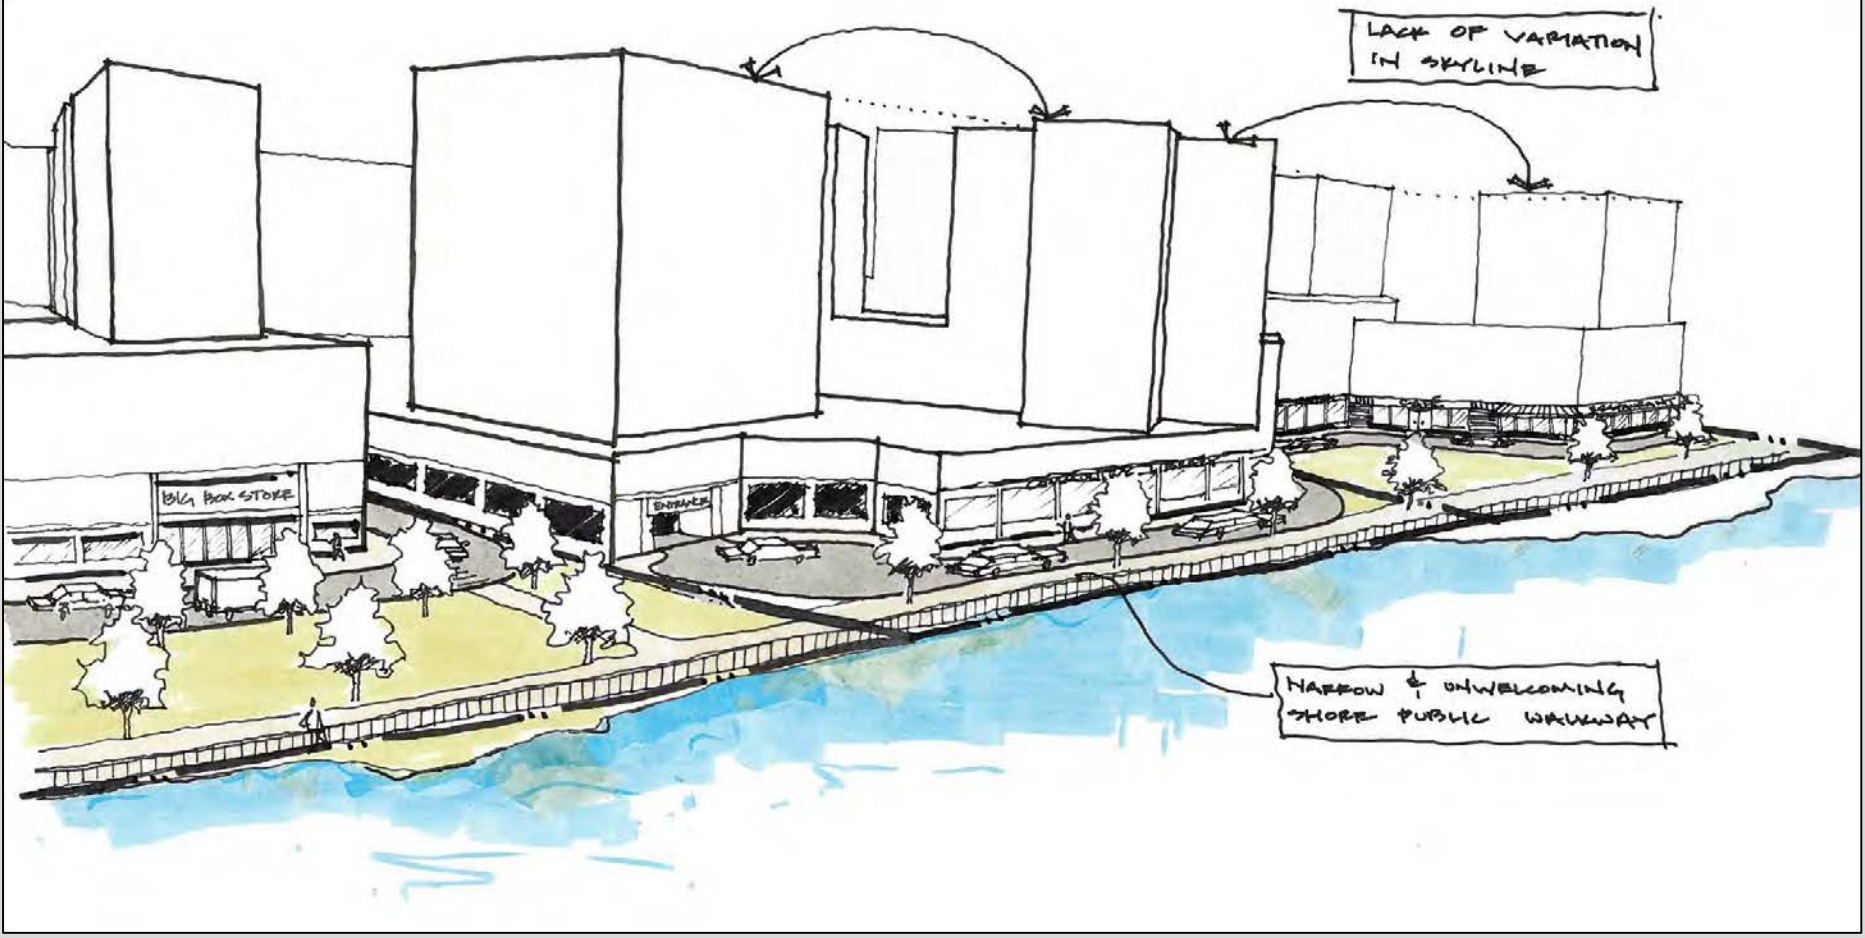 LACK OF VARIATION
IN SKYLINE
BIG BOX STORE
ENTRANCE
NARROW & UNWELCOMING
SHORE PUBLIC WALKWAY